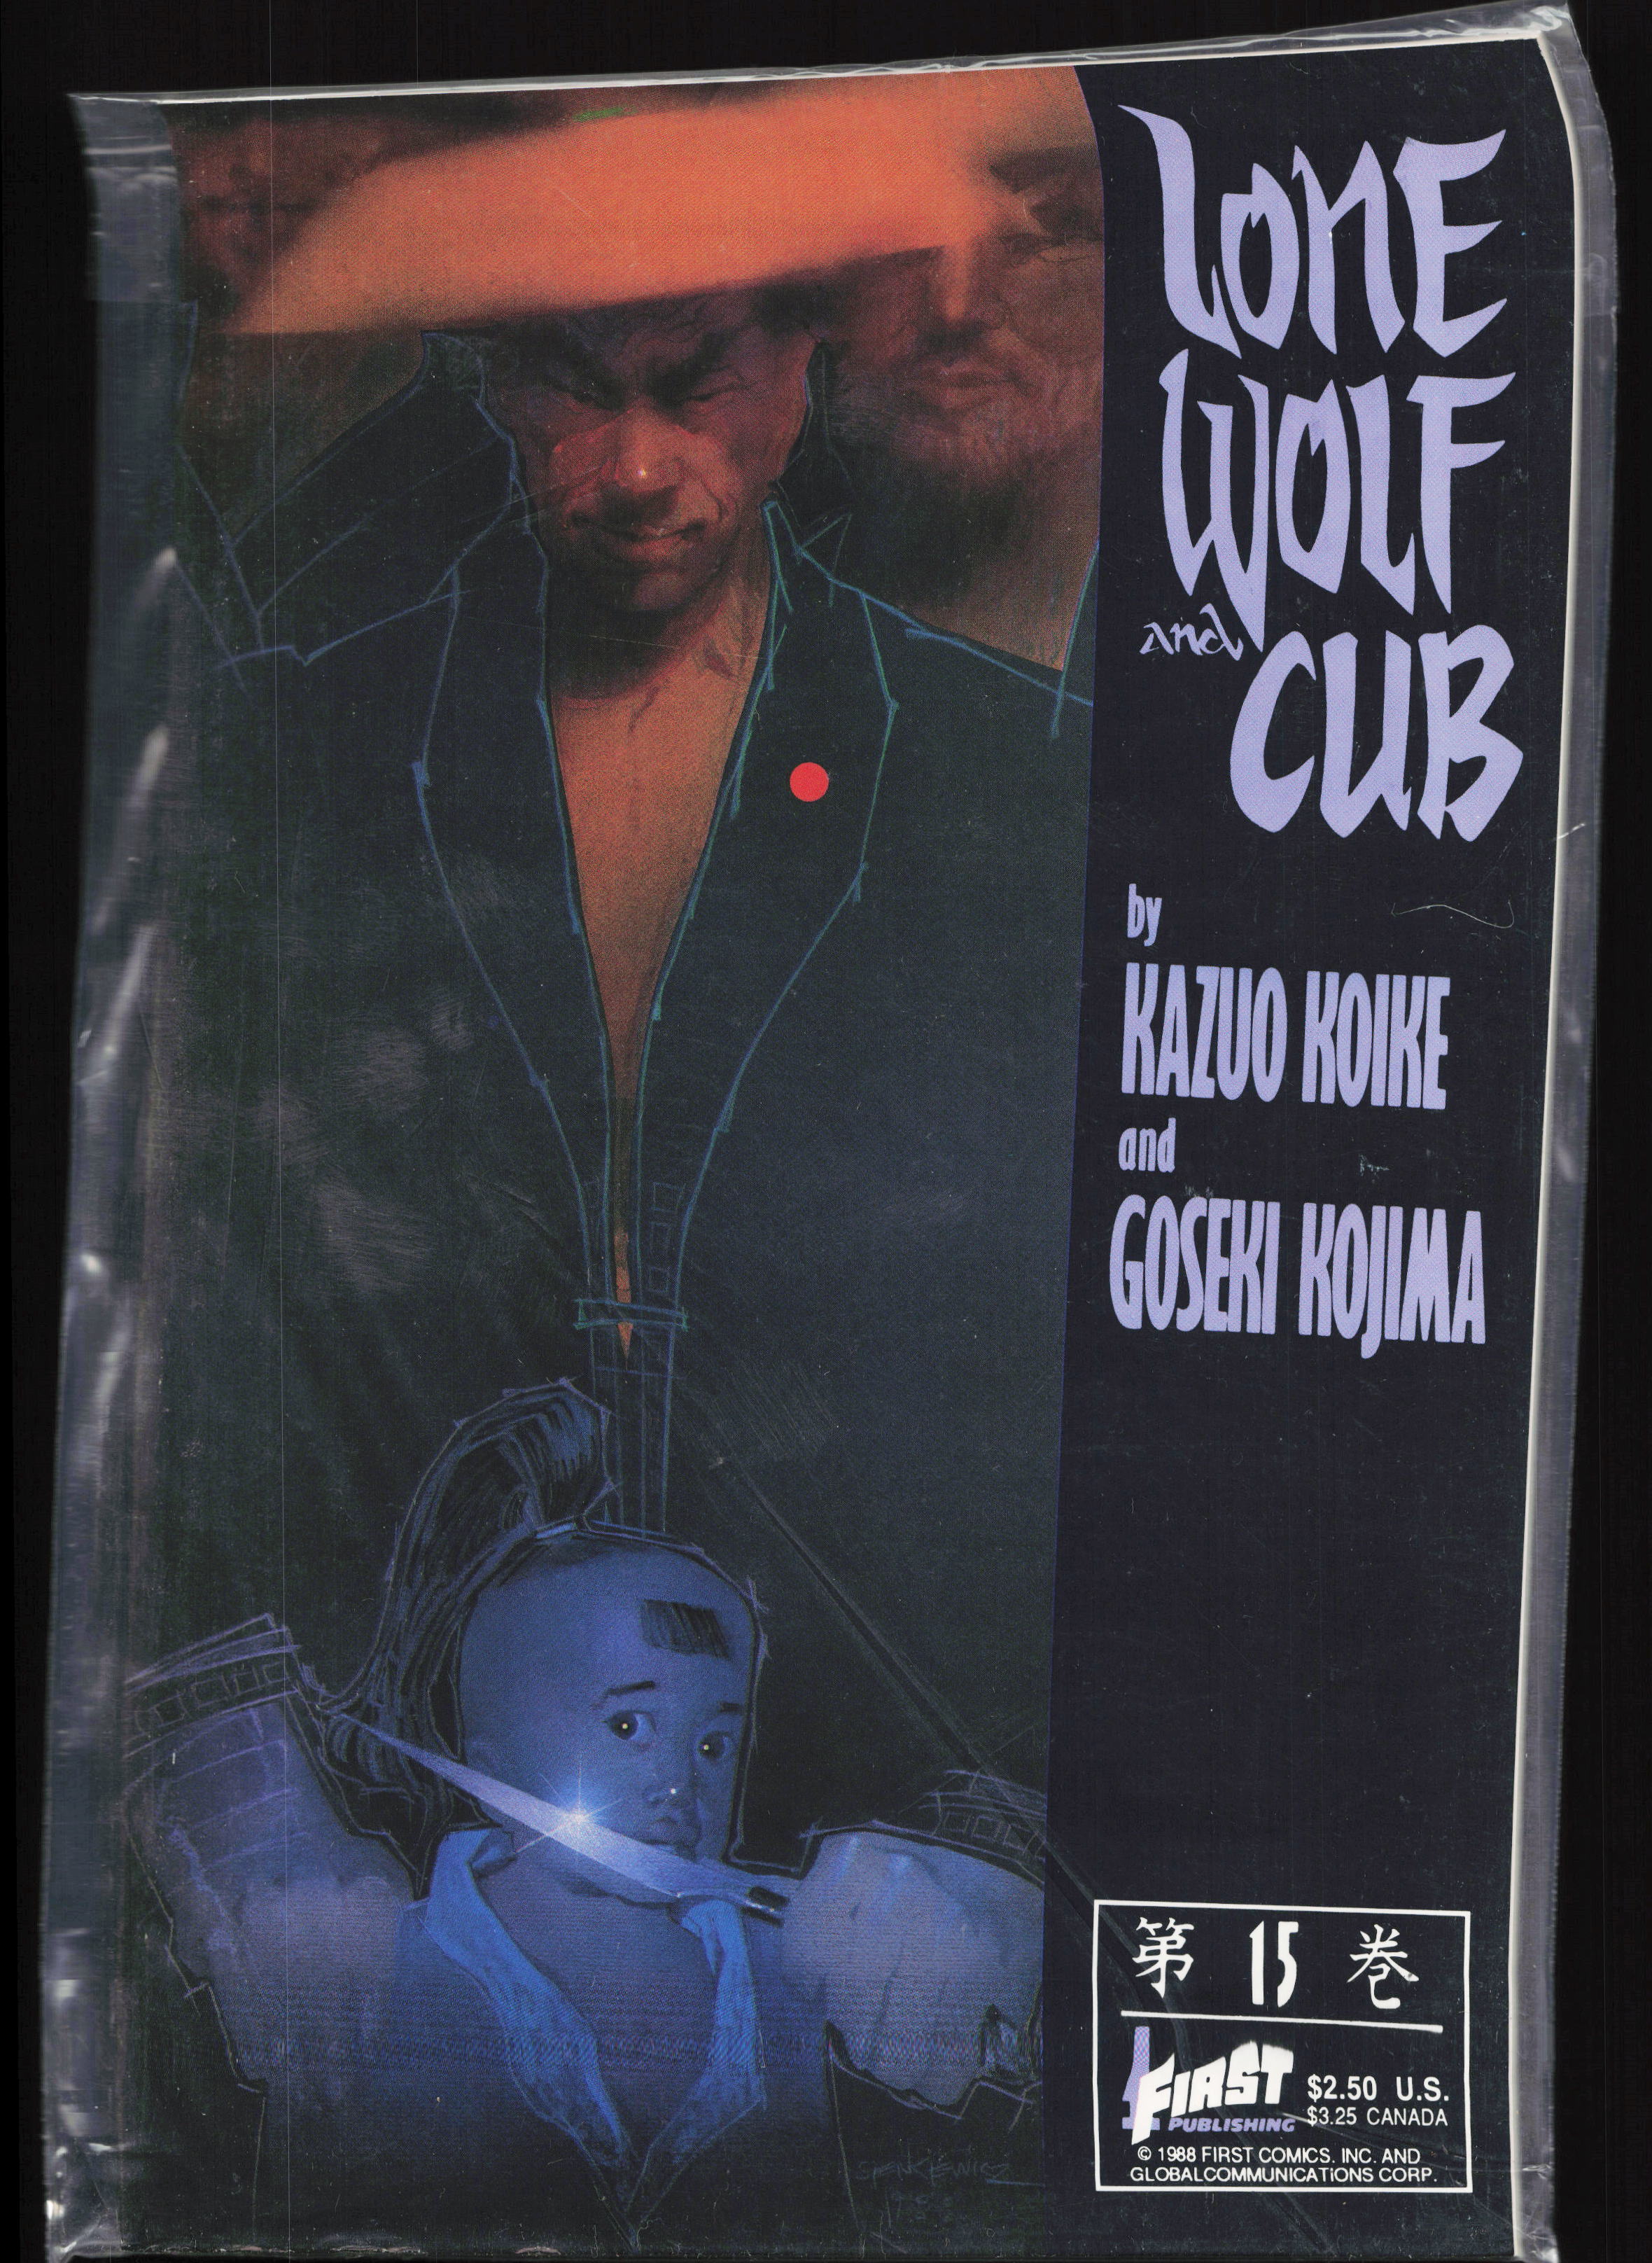 LONE
WOLF
and
CUB
by
KAZUO KOIKE
and
GOSEKI KOJIMA
第 15 巻
FIRST
PUBLISHING
$2.50 U.S.
$3.25 CANADA
© 1988 FIRST COMICS. INC. AND
GLOBALCOMMUNICATIONS CORP.
SIENKIEWICZ